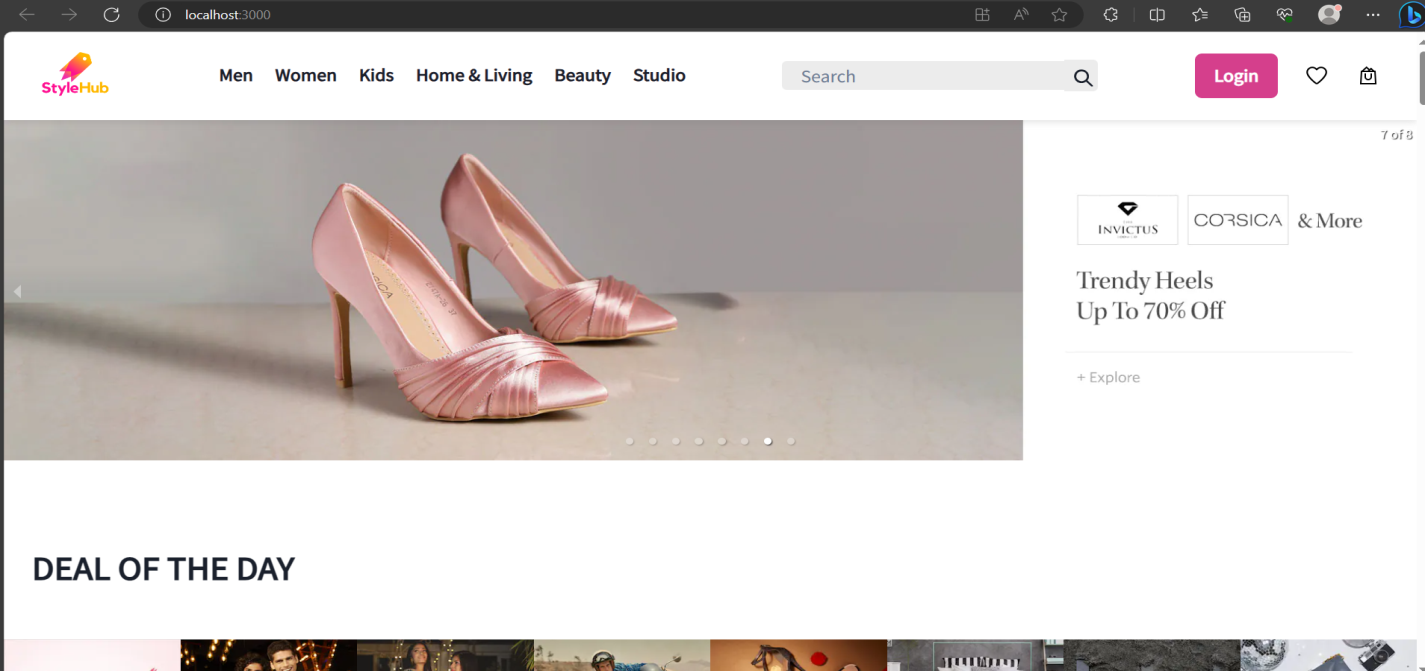 localhost:3000
StyleHub
Men Women Kids Home & Living Beauty Studio
Search
Login
7 of 8
INVICTUS
CORSICA
& More
Trendy Heels
Up To 70% Off
+ Explore
DEAL OF THE DAY